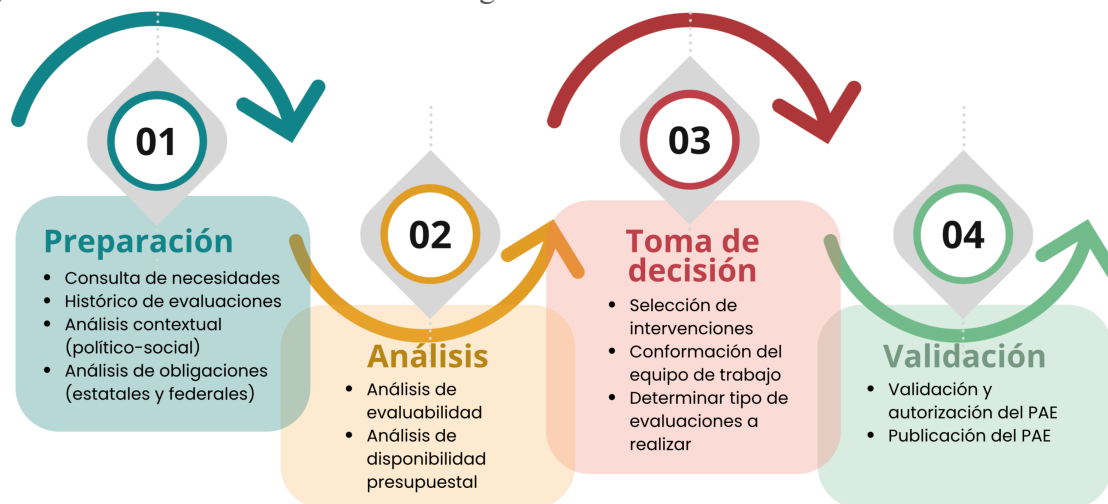 01
Preparación
• Consulta de necesidades
• Histórico de evaluaciones
• Análisis contextual
(político-social)
• Análisis de obligaciones
(estatales y federales)
02
Análisis
• Análisis de
evaluabilidad
• Análisis de
disponibilidad
presupuestal
03
Toma de
decisión
• Selección de
intervenciones
• Conformación del
equipo de trabajo
• Determinar tipo de
evaluaciones a
realizar
04
Validación
• Validación y
autorización del PAE
• Publicación del PAE